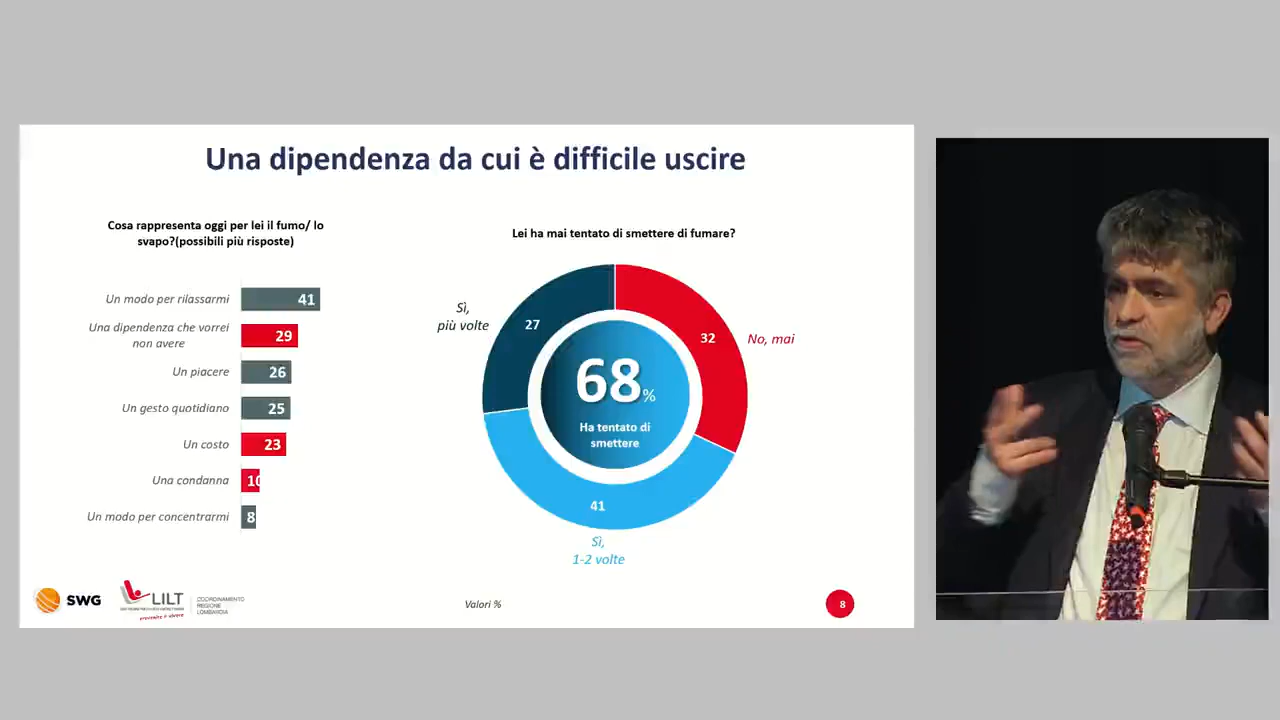 Una dipendenza da cui è difficile uscire
Cosa rappresenta oggi per lei il fumo/ lo
svapo?(possibili più risposte)
Un modo per rilassarmi 41
Una dipendenza che vorrei
non avere 29
Un piacere 26
Un gesto quotidiano 25
Un costo 23
Una condanna 10
Un modo per concentrarmi 8
Lei ha mai tentato di smettere di fumare?
Sì,
più volte
27
32
No, mai
68%
Ha tentato di
smettere
41
Sì,
1-2 volte
SWG
LILT
prevenire è vivere
COORDINAMENTO
REGIONE
LOMBARDIA
Valori %
8